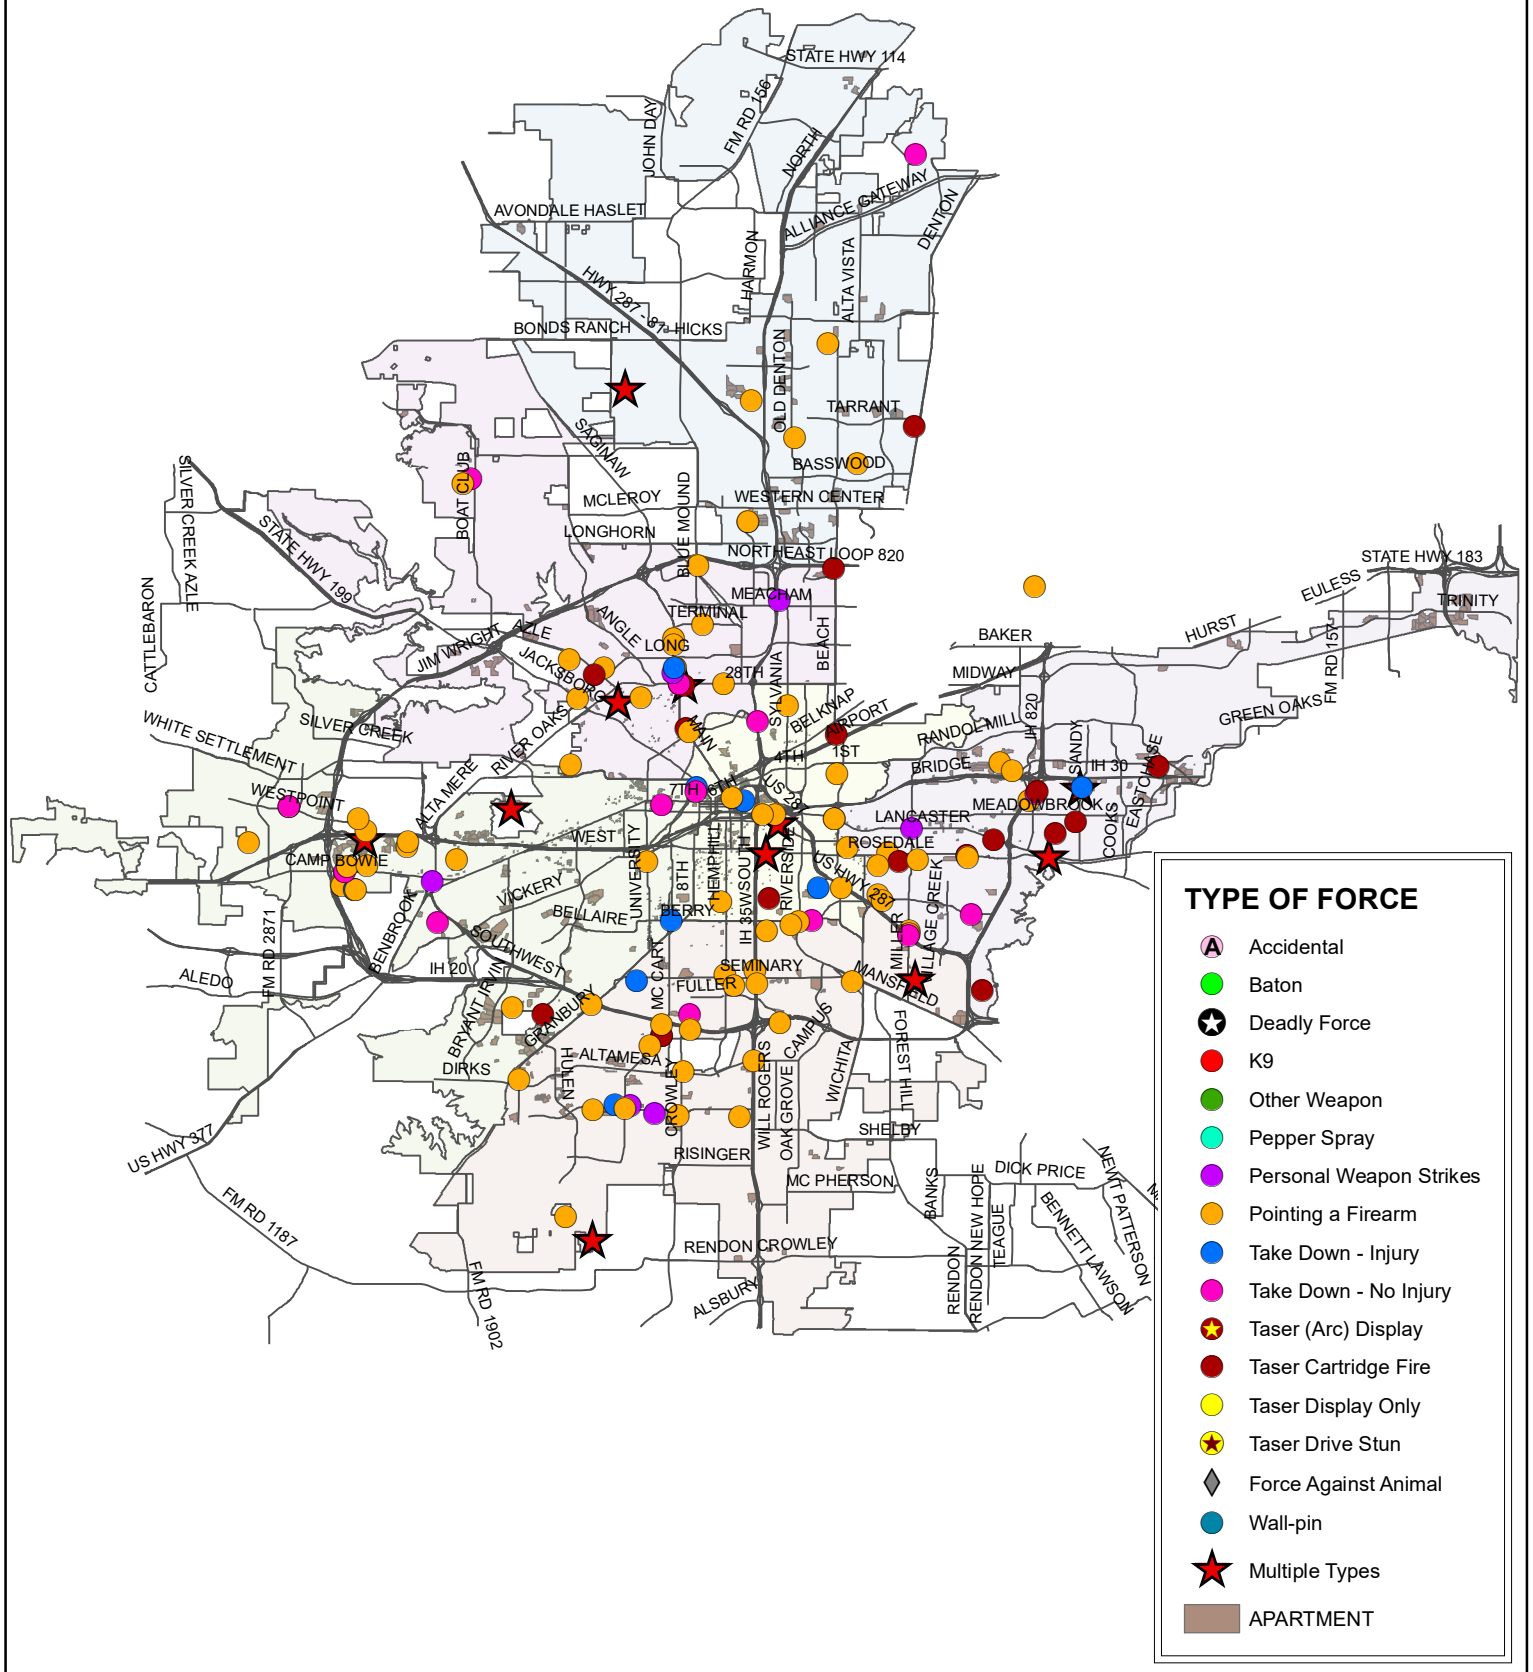 STATE HWY 114
JOHN DAY
FM RD 156
NORTH
ALLIANCE GATEWAY
DENTON
AVONDALE HASLET
HARMON
ALTA VISTA
HWY 287 - 81
HICKS
BONDS RANCH
OLD DENTON
TARRANT
SAGINAW
BASSWOOD
BOAT CLUB
SILVER CREEK AZLE
MCLEROY
BLUE MOUND
WESTERN CENTER
STATE HWY 199
LONGHORN
NORTHEAST LOOP 820
STATE HWY 183
CATTLEBARON
MEACHAM
EULESS
TRINITY
TERMINAL
ANGLE
AZLE
JIM WRIGHT
LONG
BEACH
BAKER
HURST
FM RD 157
JACKSBORO
28TH
MIDWAY
SYLVANIA
SILVER CREEK
WHITE SETTLEMENT
RIVER OAKS
MAIN
BELKNAP
AIRPORT
RANDOL MILL
IH 820
GREEN OAKS
SANDY
4TH
1ST
BRIDGE
IH 30
EASTCHASE
WESTPOINT
ALTA MERE
7TH
6TH
US 287
MEADOWBROOK
COOKS
LANCASTER
WEST
ROSEDALE
CAMP BOWIE
UNIVERSITY
8TH
HEMPHILL
IH 35W SOUTH
RIVERSIDE
US HWY 287
VICKERY
BELLAIRE
BERRY
MILLER
VILLAGE CREEK
FM RD 2871
BENBROOK
SOUTHWEST
IH 20
ALEDO
BRYANT IRVIN
GRANBURY
MC CART
SEMINARY
FULLER
MANSFIELD
CAMPUS
DIRKS
HULEN
ALTAMESA
CROWLEY
WILL ROGERS
OAK GROVE
WICHITA
FOREST HILL
US HWY 377
SHELBY
RISINGER
MC PHERSON
BANKS
RENDON NEW HOPE
DICK PRICE
TEAGUE
BENNETT LAWSON
NEWT PATTERSON
FM RD 1187
RENDON CROWLEY
RENDON
FM RD 1902
ALSBURY
TYPE OF FORCE
A Accidental
Baton
Deadly Force
K9
Other Weapon
Pepper Spray
Personal Weapon Strikes
Pointing a Firearm
Take Down - Injury
Take Down - No Injury
Taser (Arc) Display
Taser Cartridge Fire
Taser Display Only
Taser Drive Stun
Force Against Animal
Wall-pin
Multiple Types
APARTMENT